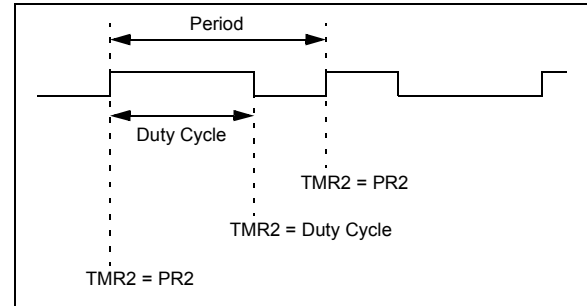 Period
Duty Cycle
TMR2 = PR2
TMR2 = Duty Cycle
TMR2 = PR2